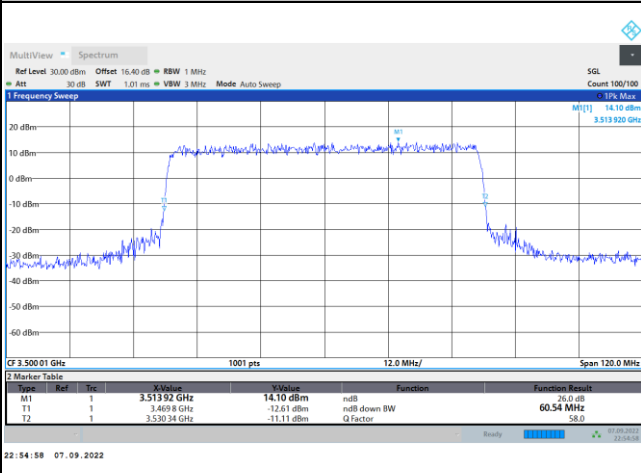 MultiView Spectrum
Ref Level 30.00 dBm Offset 16.40 dB RBW 1 MHz SGL
Att 30 dB SWT 1.01 ms VBW 3 MHz Mode Auto Sweep Count 100/100
1 Frequency Sweep 1Pk Max
M1[1] 14.10 dBm
3.513 920 GHz
20 dBm
M1
10 dBm
0 dBm
T1 T2
-10 dBm
-20 dBm
-30 dBm
-40 dBm
-50 dBm
-60 dBm
CF 3.500 01 GHz 1001 pts 12.0 MHz/ Span 120.0 MHz
2 Marker Table
Type Ref Trc X-Value Y-Value Function Function Result
M1 1 3.513 92 GHz 14.10 dBm ndB 26.0 dB
T1 1 3.469 8 GHz -12.61 dBm ndB down BW 60.54 MHz
T2 1 3.530 34 GHz -11.11 dBm Q Factor 58.0
Ready 07.09.2022
22:54:58
22:54:58 07.09.2022